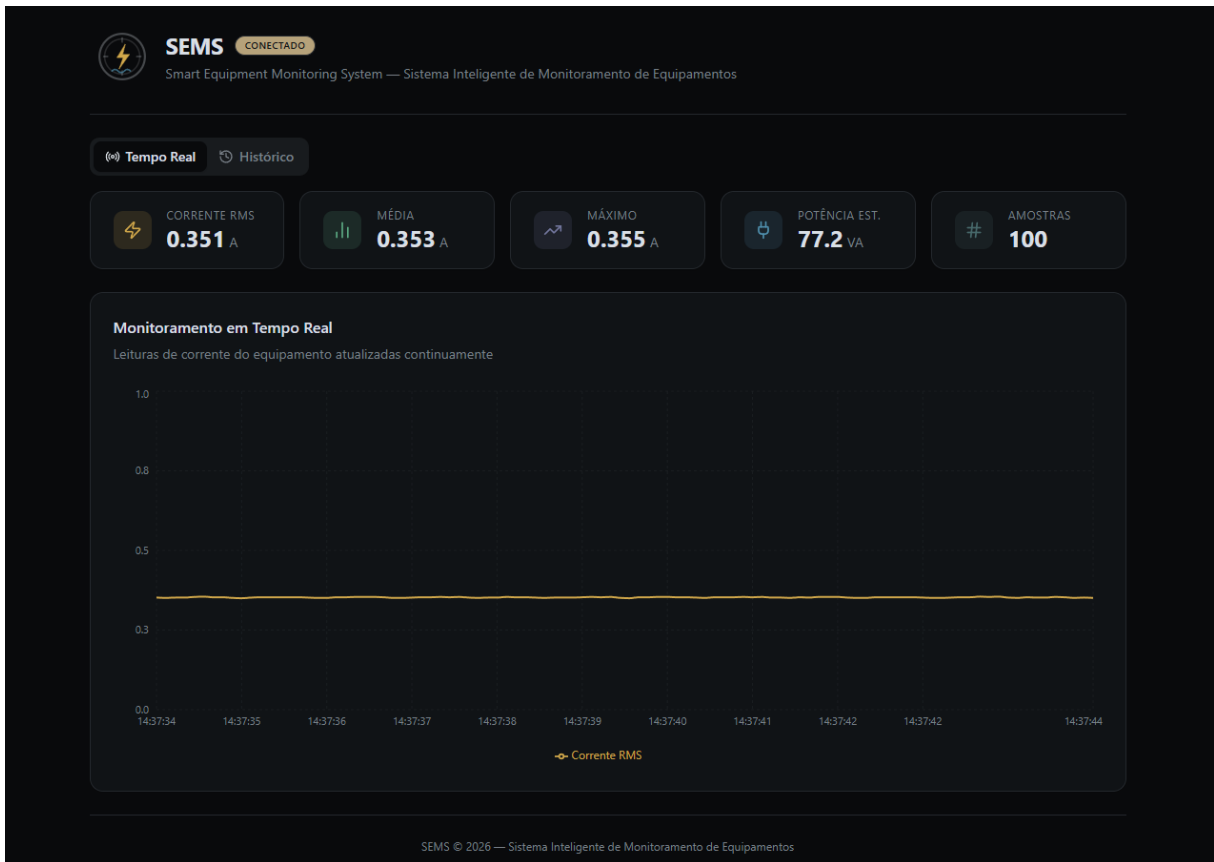 SEMS CONECTADO
Smart Equipment Monitoring System — Sistema Inteligente de Monitoramento de Equipamentos
Tempo Real Histórico
CORRENTE RMS
0.351 A
MÉDIA
0.353 A
MÁXIMO
0.355 A
POTÊNCIA EST.
77.2 VA
AMOSTRAS
100
Monitoramento em Tempo Real
Leituras de corrente do equipamento atualizadas continuamente
1.0
0.8
0.5
0.3
0.0
14:37:34 14:37:35 14:37:36 14:37:37 14:37:38 14:37:39 14:37:40 14:37:41 14:37:42 14:37:42 14:37:44
Corrente RMS
SEMS © 2026 — Sistema Inteligente de Monitoramento de Equipamentos